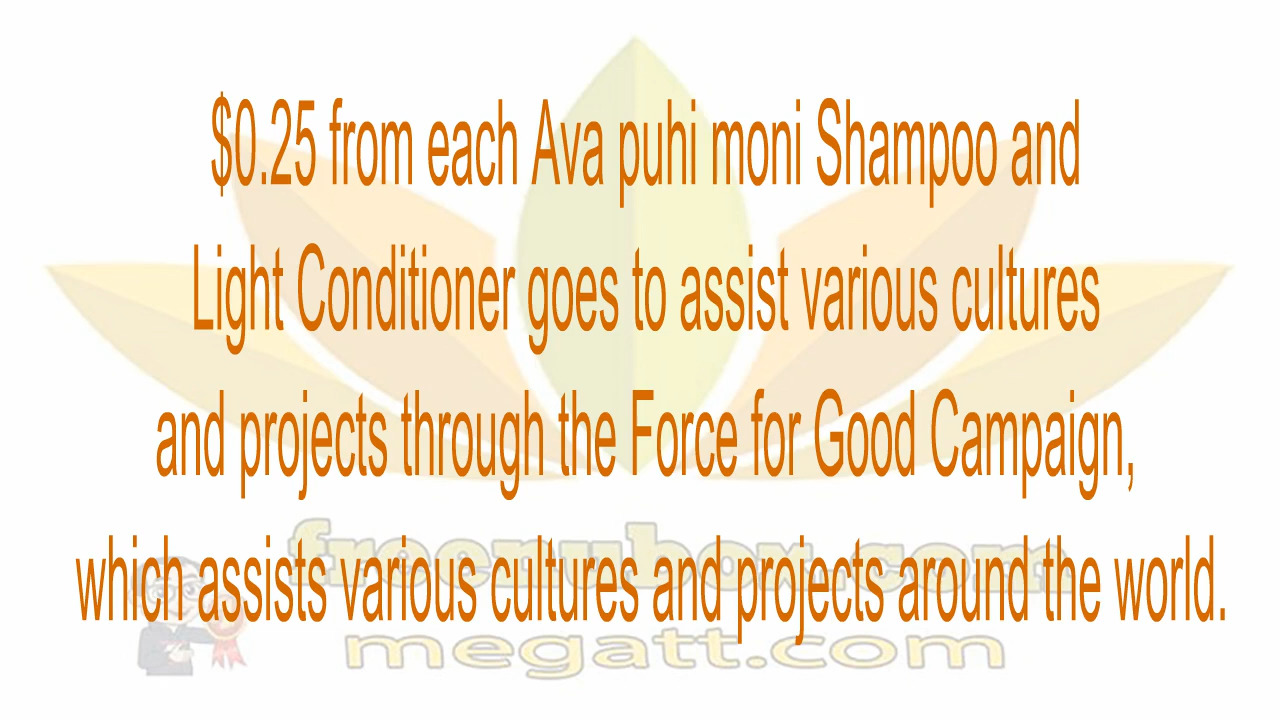 $0.25 from each Ava puhi moni Shampoo and
Light Conditioner goes to assist various cultures
and projects through the Force for Good Campaign,
which assists various cultures and projects around the world.
freenubox.com
megatt.com